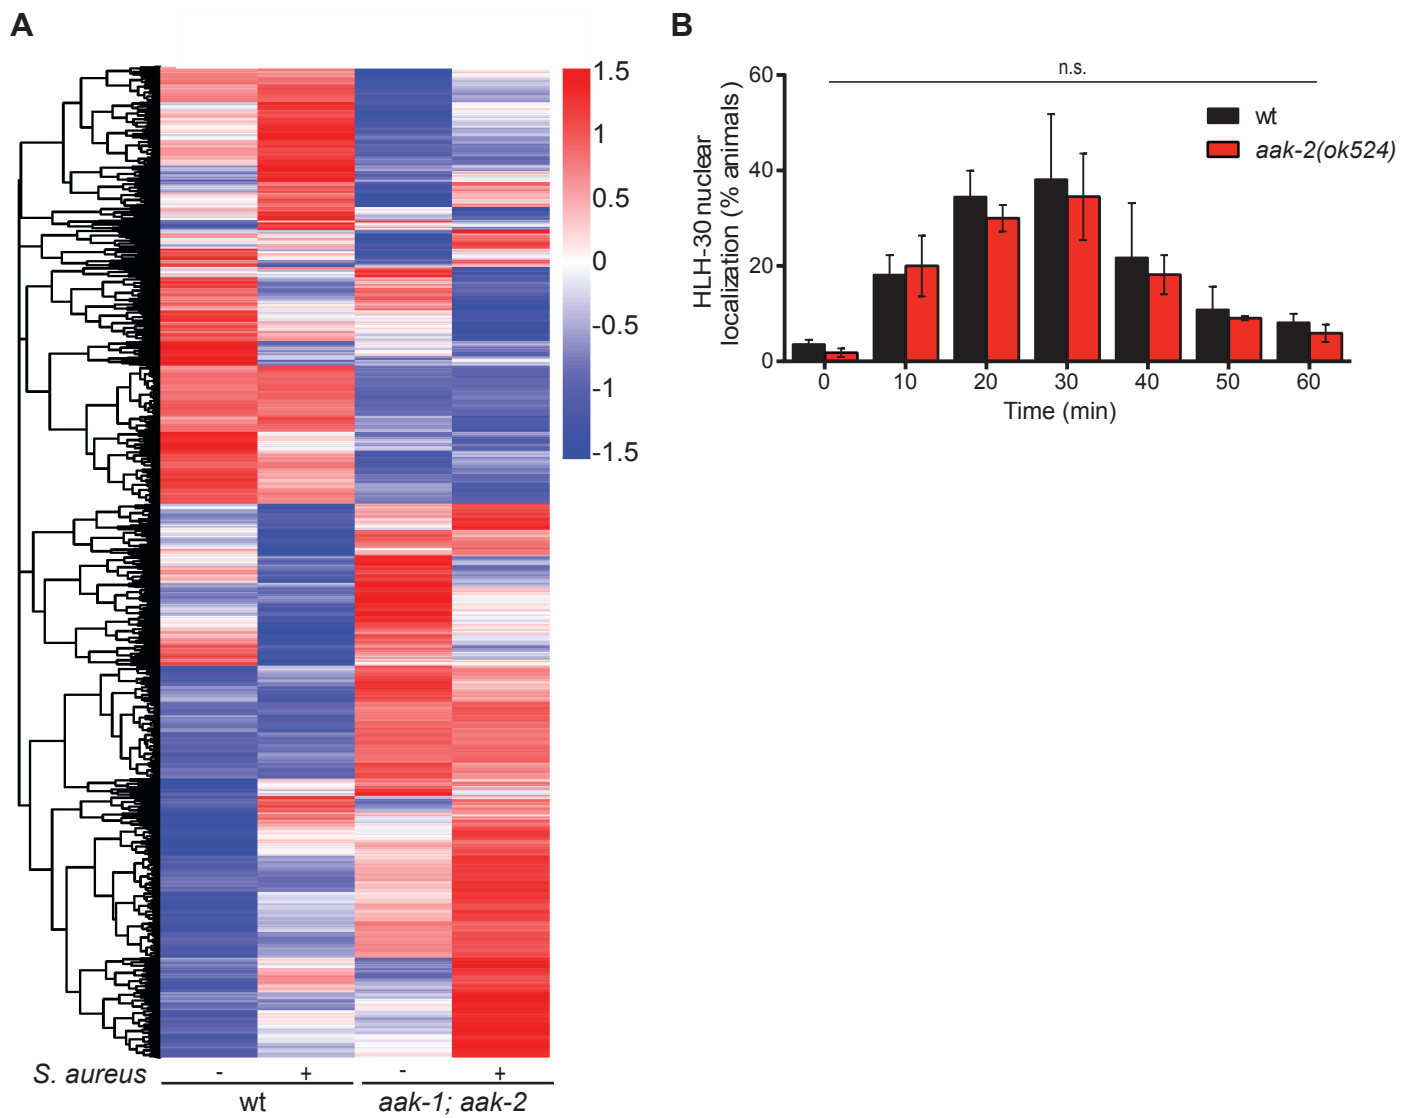 A
1.5
1
0.5
0
-0.5
-1
-1.5
S. aureus - + - +
wt aak-1; aak-2
B
n.s.
wt
aak-2(ok524)
HLH-30 nuclear
localization (% animals)
60
40
20
0
0 10 20 30 40 50 60
Time (min)